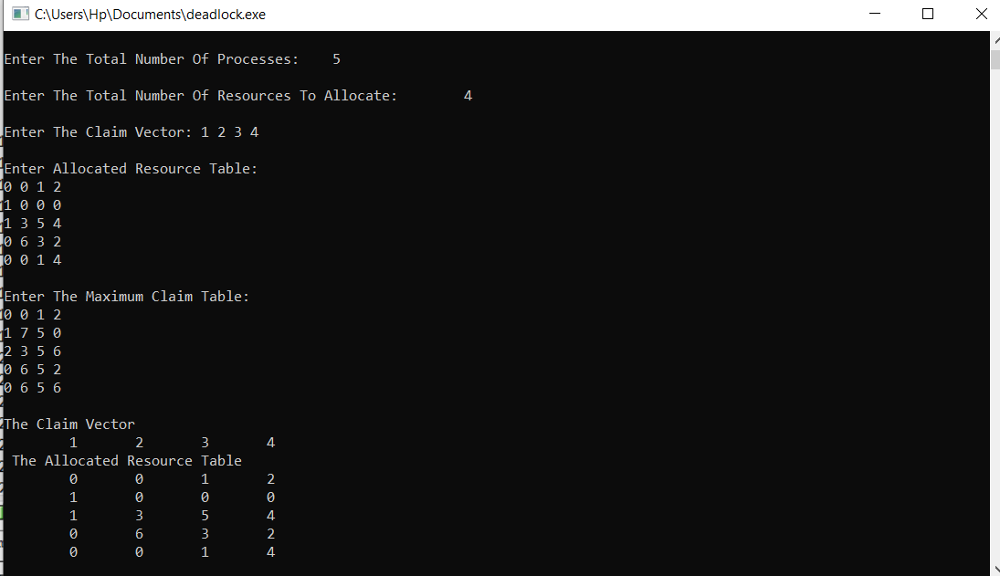 C:\Users\Hp\Documents\deadlock.exe
Enter The Total Number Of Processes: 5
Enter The Total Number Of Resources To Allocate: 4
Enter The Claim Vector: 1 2 3 4
Enter Allocated Resource Table:
0 0 1 2
1 0 0 0
1 3 5 4
0 6 3 2
0 0 1 4
Enter The Maximum Claim Table:
0 0 1 2
1 7 5 0
2 3 5 6
0 6 5 2
0 6 5 6
The Claim Vector
1 2 3 4
The Allocated Resource Table
0 0 1 2
1 0 0 0
1 3 5 4
0 6 3 2
0 0 1 4